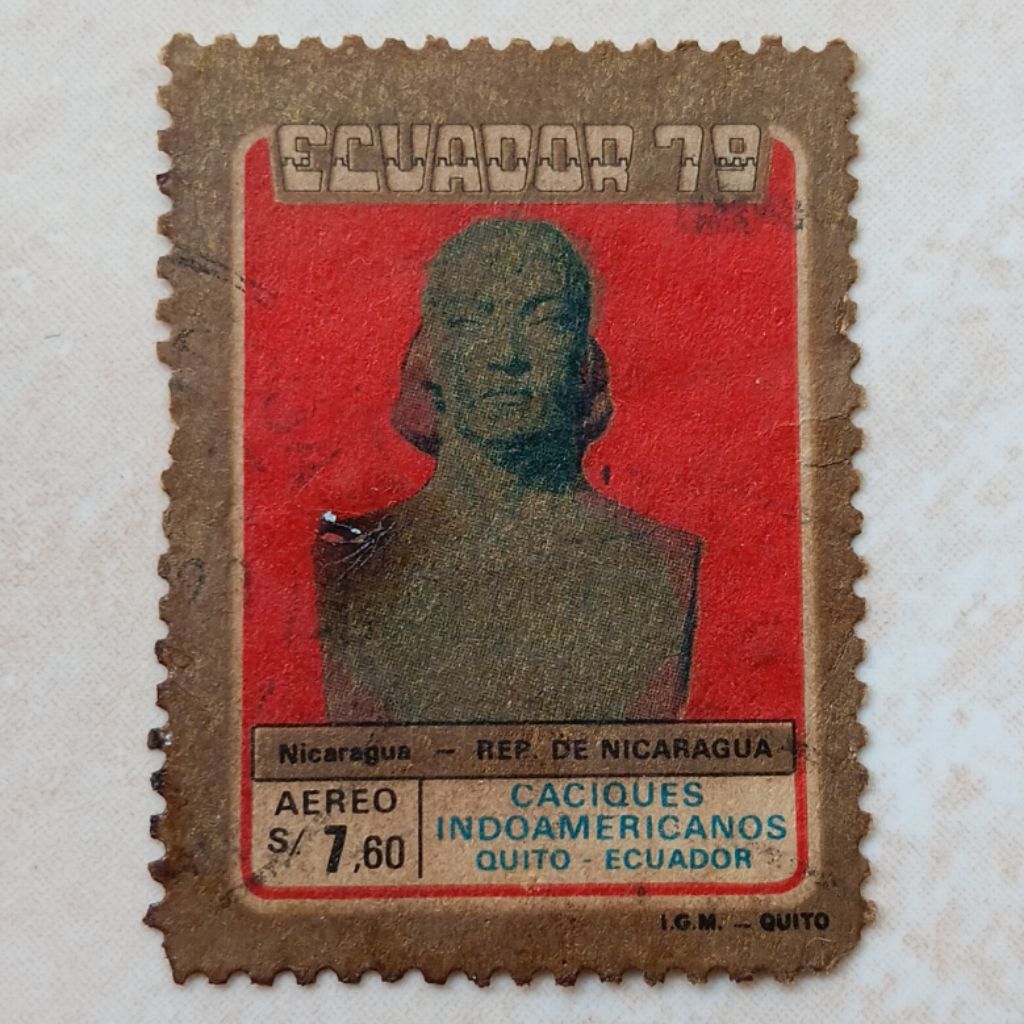 ECUADOR 79
Nicaragua — REP. DE NICARAGUA
AEREO
S/ 7,60
CACIQUES
INDOAMERICANOS
QUITO - ECUADOR
I.G.M. — QUITO